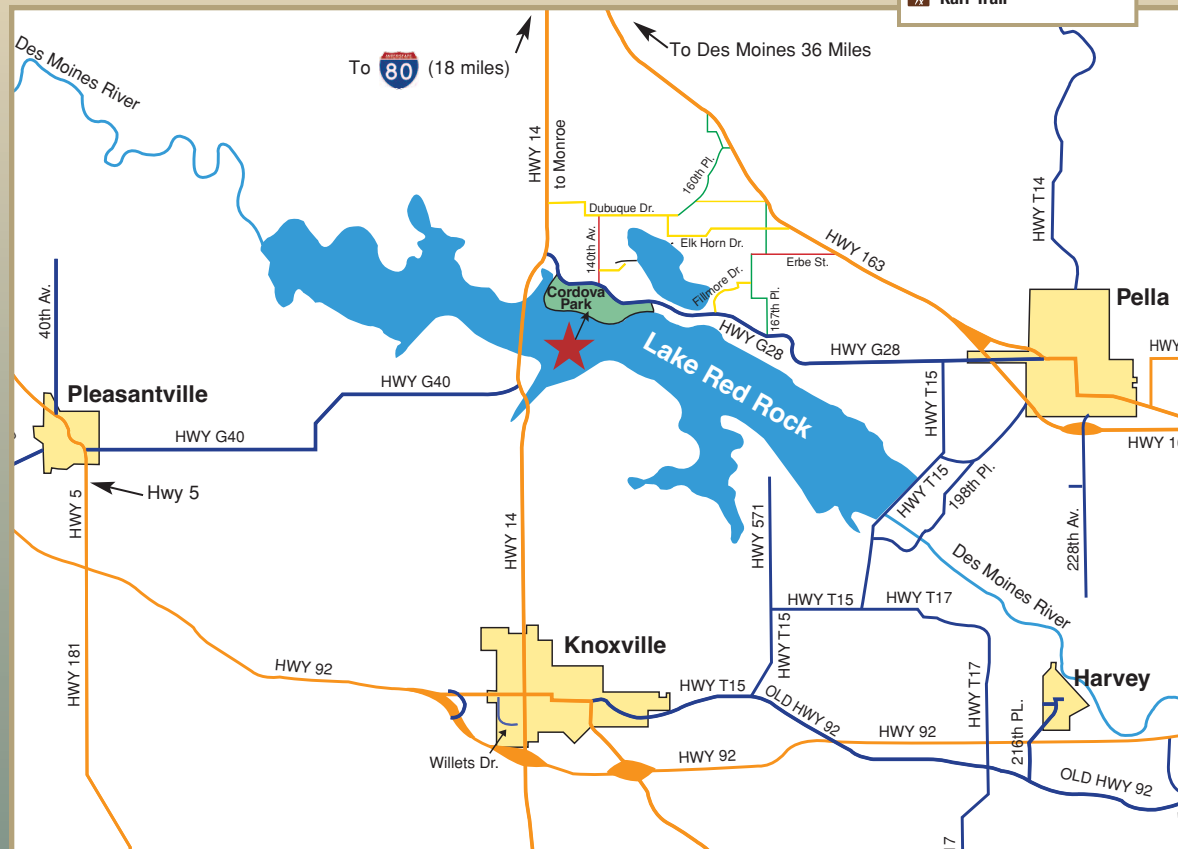 Karr Trail
Des Moines River
To INTERSTATE 80 (18 miles)
To Des Moines 36 Miles
HWY 14
to Monroe
160th Pl.
HWY T14
Dubuque Dr.
140th Av.
Elk Horn Dr.
Erbe St.
HWY 163
Fillmore Dr.
167th Pl.
Cordova
Park
40th Av.
Pella
HWY G28
HWY G28
HWY
Lake Red Rock
HWY T15
Pleasantville
HWY G40
HWY G40
HWY 5
Hwy 5
HWY T15
198th Pl.
HWY 14
HWY 571
228th Av.
Des Moines River
HWY T15
HWY T17
HWY T15
Knoxville
HWY 181
HWY 92
HWY T15
OLD HWY 92
HWY T17
Harvey
216th PL.
HWY 92
HWY 92
Willets Dr.
OLD HWY 92
17